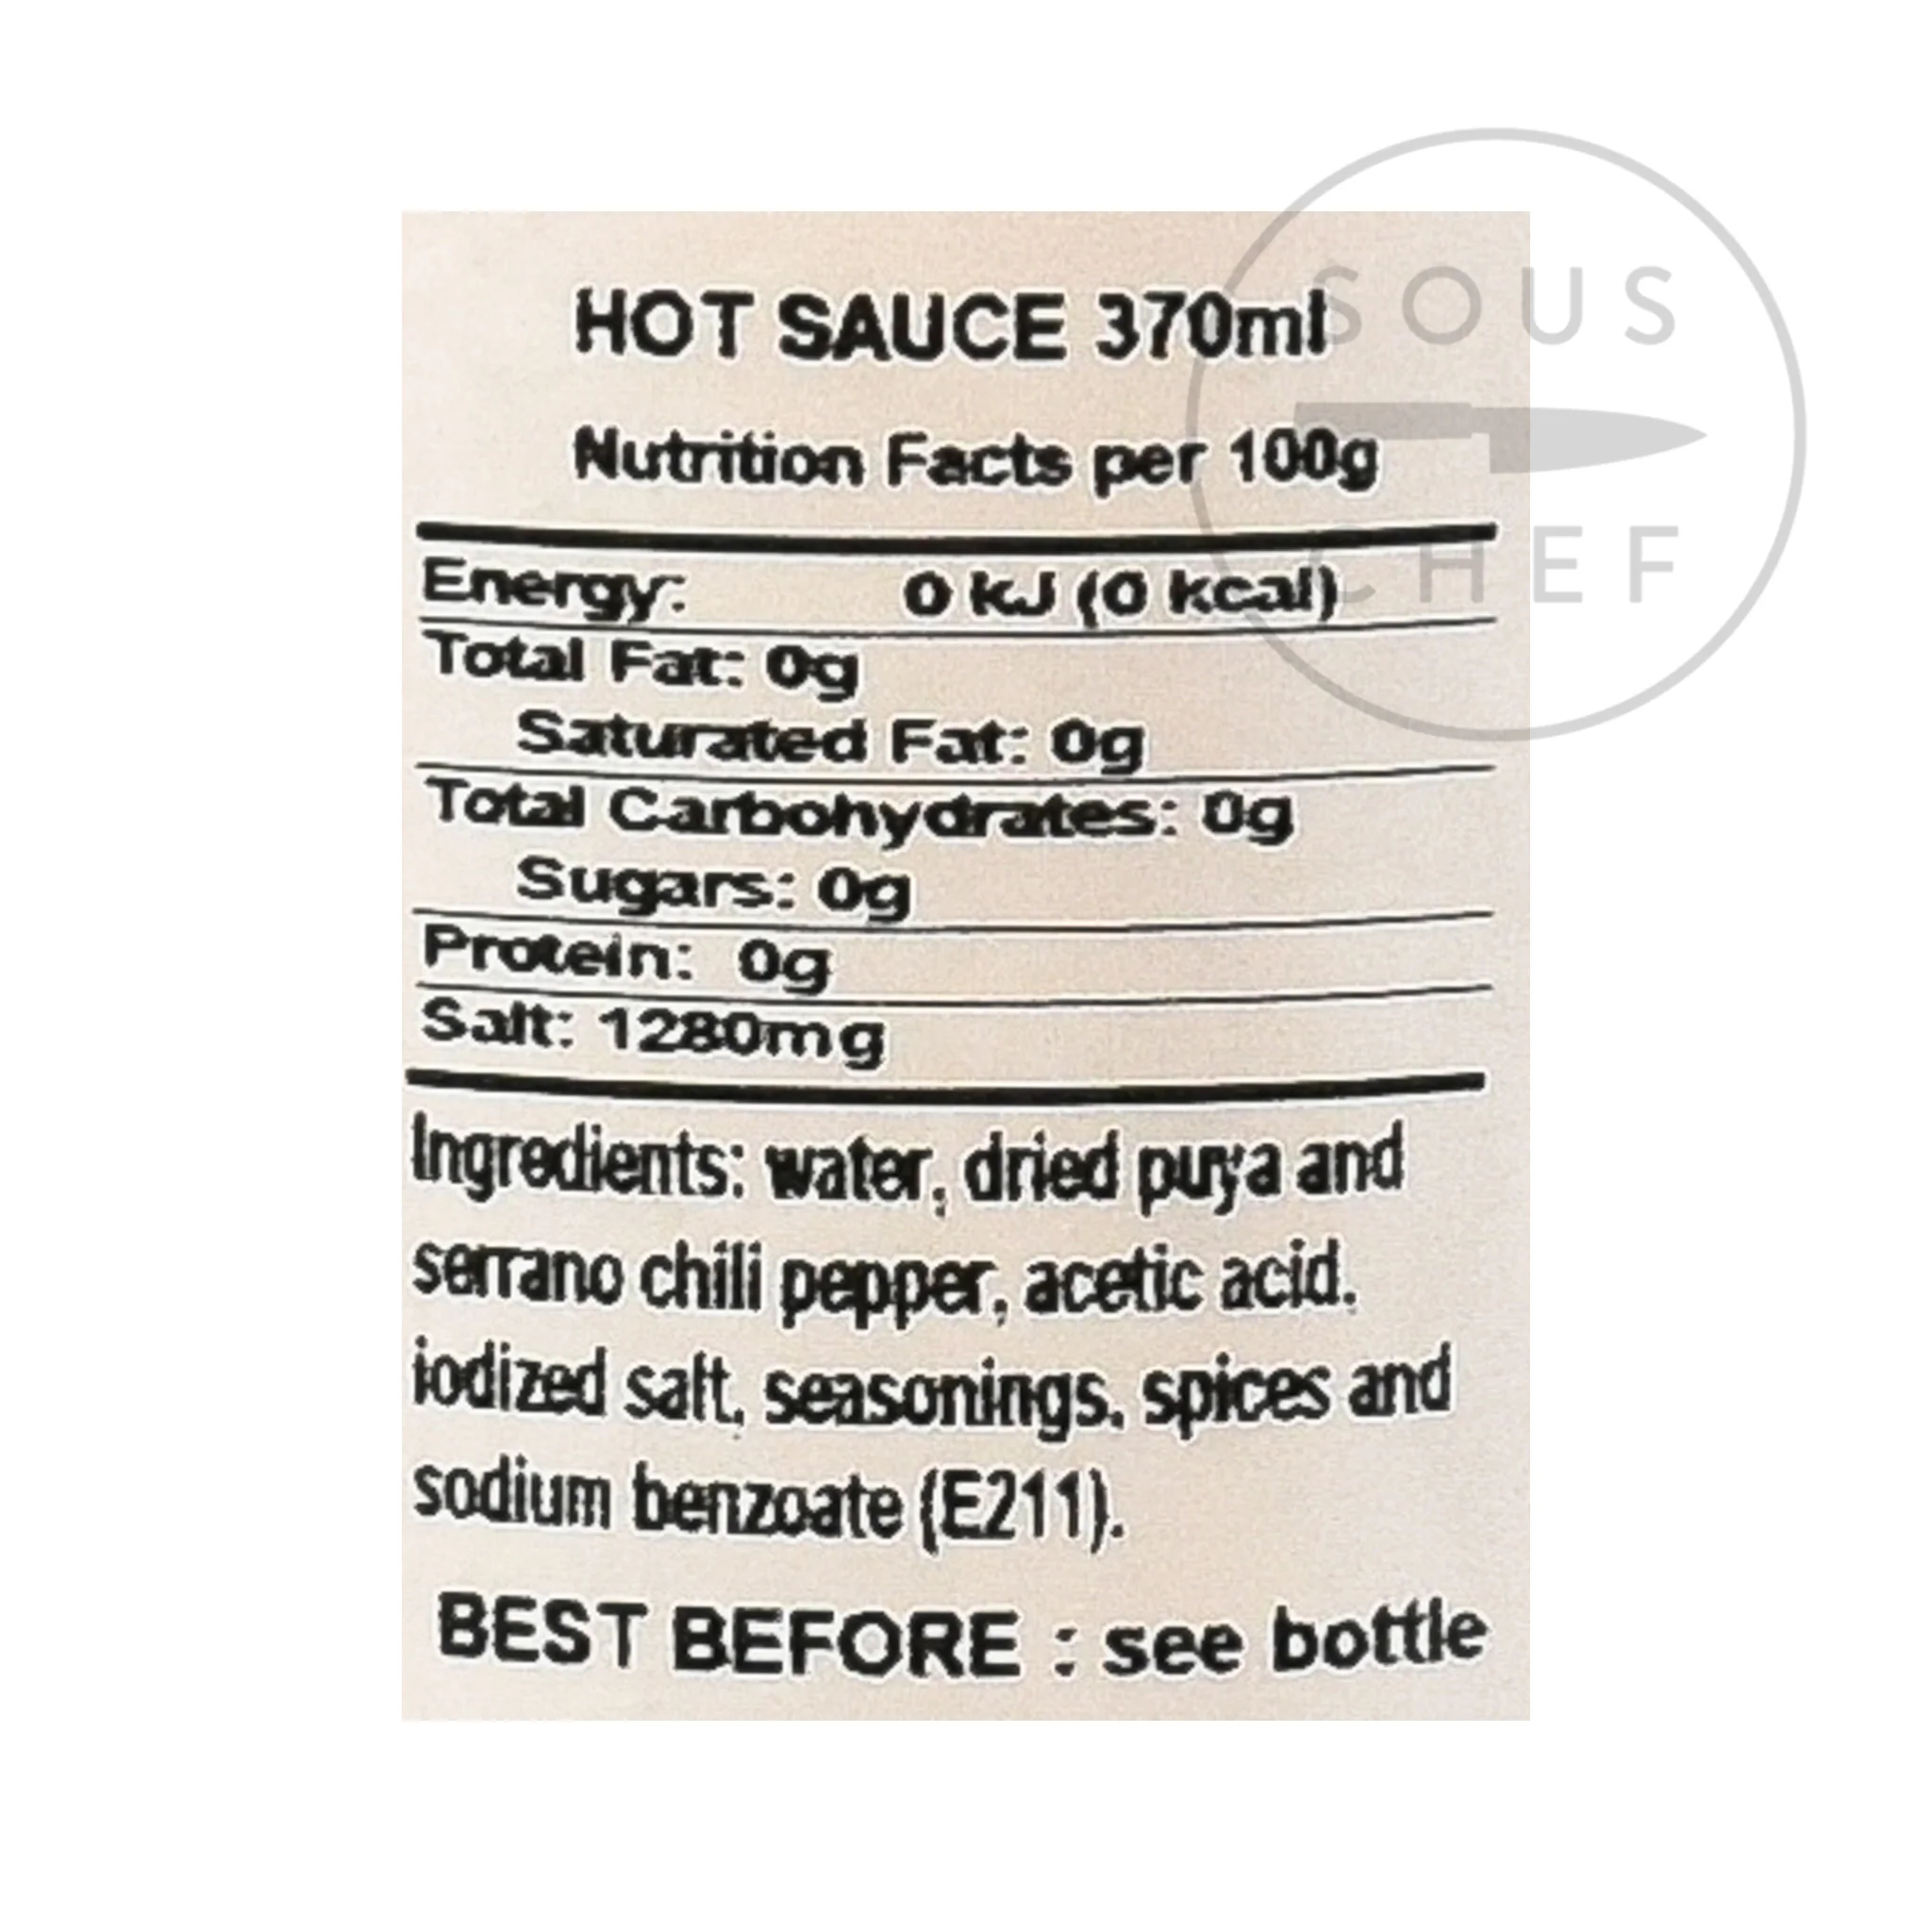 HOT SAUCE 370ml
Nutrition Facts per 100g
Energy: 0 kJ (0 kcal)
Total Fat: 0g
Saturated Fat: 0g
Total Carbohydrates: 0g
Sugars: 0g
Protein: 0g
Salt: 1280mg
Ingredients: water, dried puya and
serrano chili pepper, acetic acid.
iodized salt, seasonings. spices and
sodium benzoate (E211).
BEST BEFORE : see bottle
SOUS
CHEF